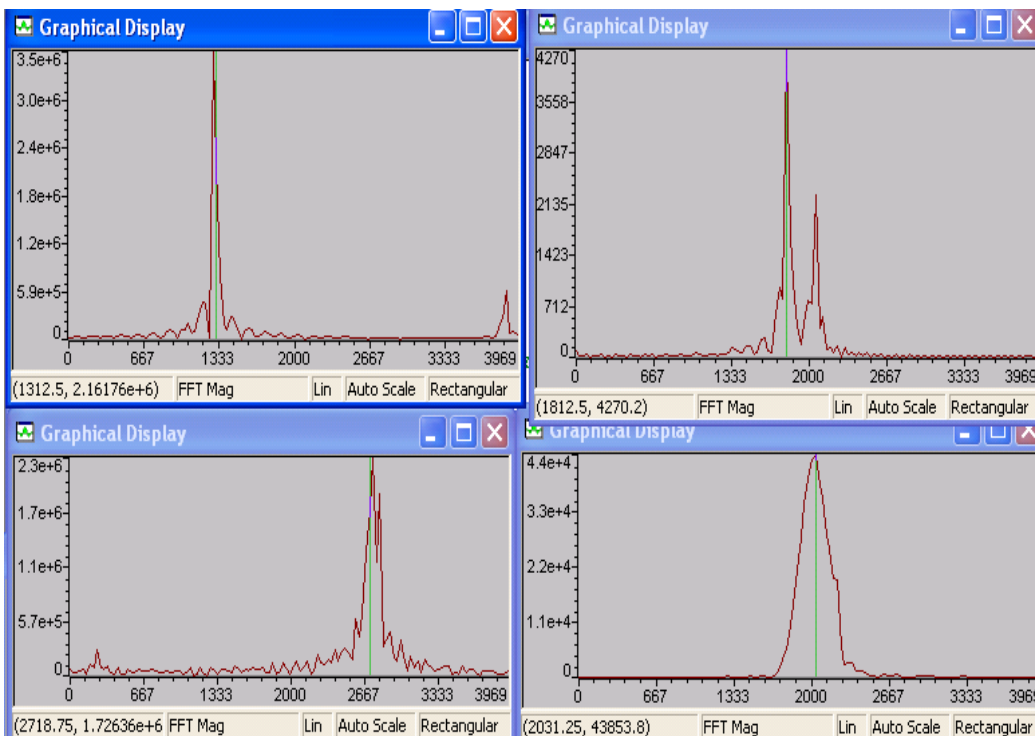 Graphical Display
3.5e+6
3.0e+6
2.4e+6
1.8e+6
1.2e+6
5.9e+5
0
0 667 1333 2000 2667 3333 3969
(1312.5, 2.16176e+6) FFT Mag Lin Auto Scale Rectangular
Graphical Display
4270
3558
2847
2135
1423
712
0
0 667 1333 2000 2667 3333 3969
(1812.5, 4270.2) FFT Mag Lin Auto Scale Rectangular
Graphical Display
2.3e+6
1.7e+6
1.1e+6
5.7e+5
0
0 667 1333 2000 2667 3333 3969
(2718.75, 1.72636e+6 FFT Mag Lin Auto Scale Rectangular
Graphical Display
4.4e+4
3.3e+4
2.2e+4
1.1e+4
0
0 667 1333 2000 2667 3333 3969
(2031.25, 43853.8) FFT Mag Lin Auto Scale Rectangular